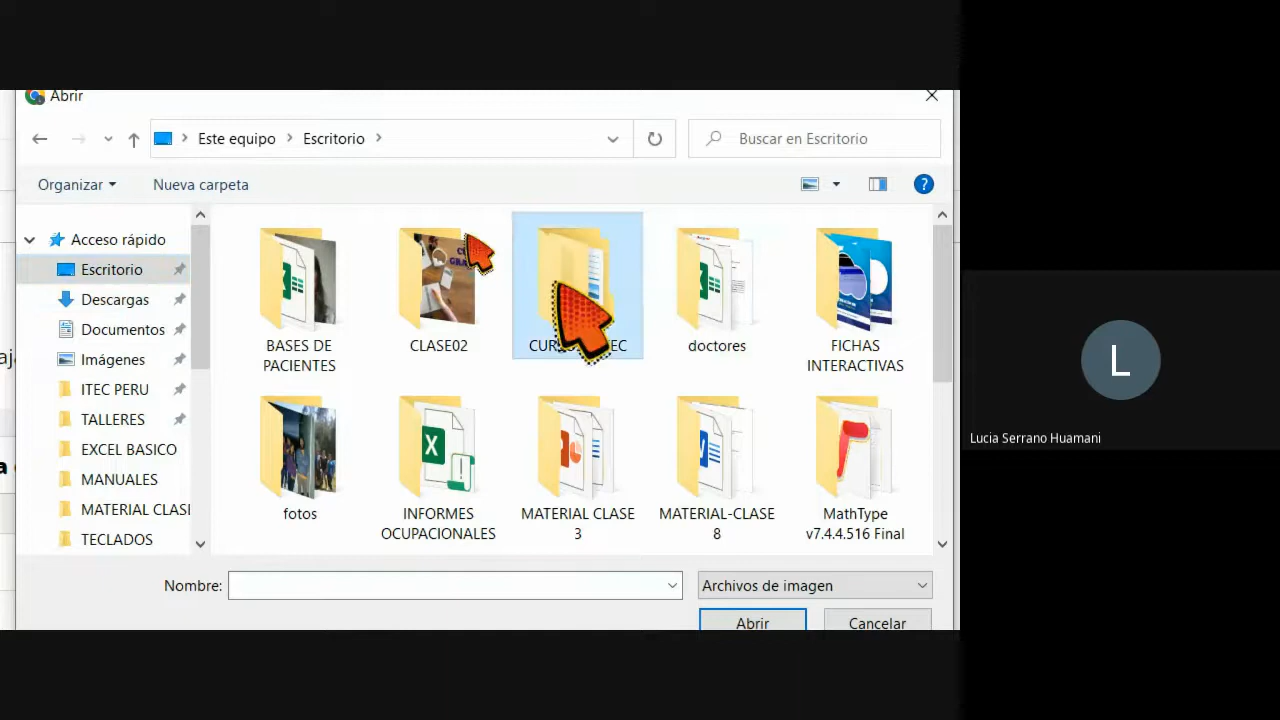 Abrir
Este equipo
Escritorio
Buscar en Escritorio
Organizar
Nueva carpeta
Acceso rápido
Escritorio
Descargas
Documentos
Imágenes
ITEC PERU
TALLERES
EXCEL BASICO
MANUALES
MATERIAL CLASI
TECLADOS
BASES DE
PACIENTES
CLASE02
doctores
FICHAS
INTERACTIVAS
fotos
INFORMES
OCUPACIONALES
MATERIAL CLASE
3
MATERIAL-CLASE
8
MathType
v7.4.4.516 Final
Nombre:
Archivos de imagen
Abrir
Cancelar
L
Lucia Serrano Huamani